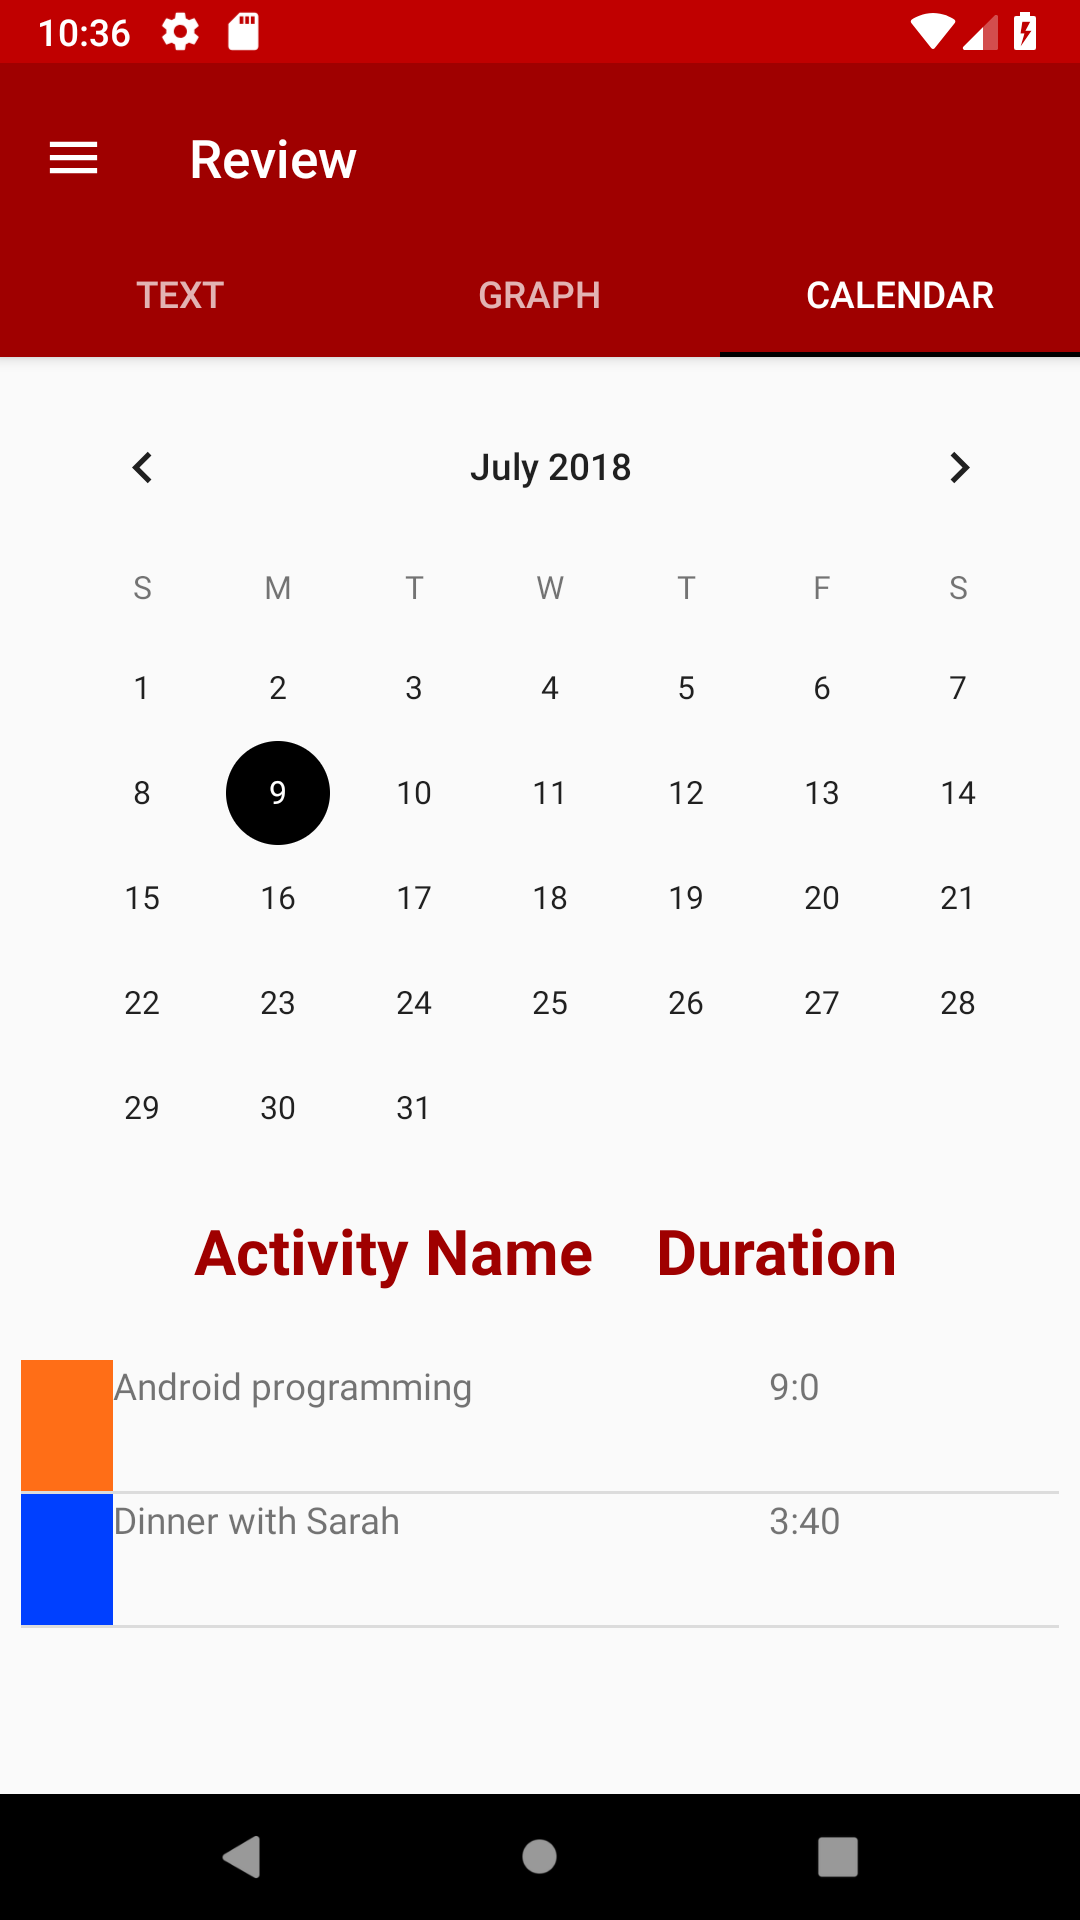 10:36
Review
TEXT GRAPH CALENDAR
July 2018
S M T W T F S
1 2 3 4 5 6 7
8 9 10 11 12 13 14
15 16 17 18 19 20 21
22 23 24 25 26 27 28
29 30 31
Activity Name Duration
Android programming 9:0
Dinner with Sarah 3:40